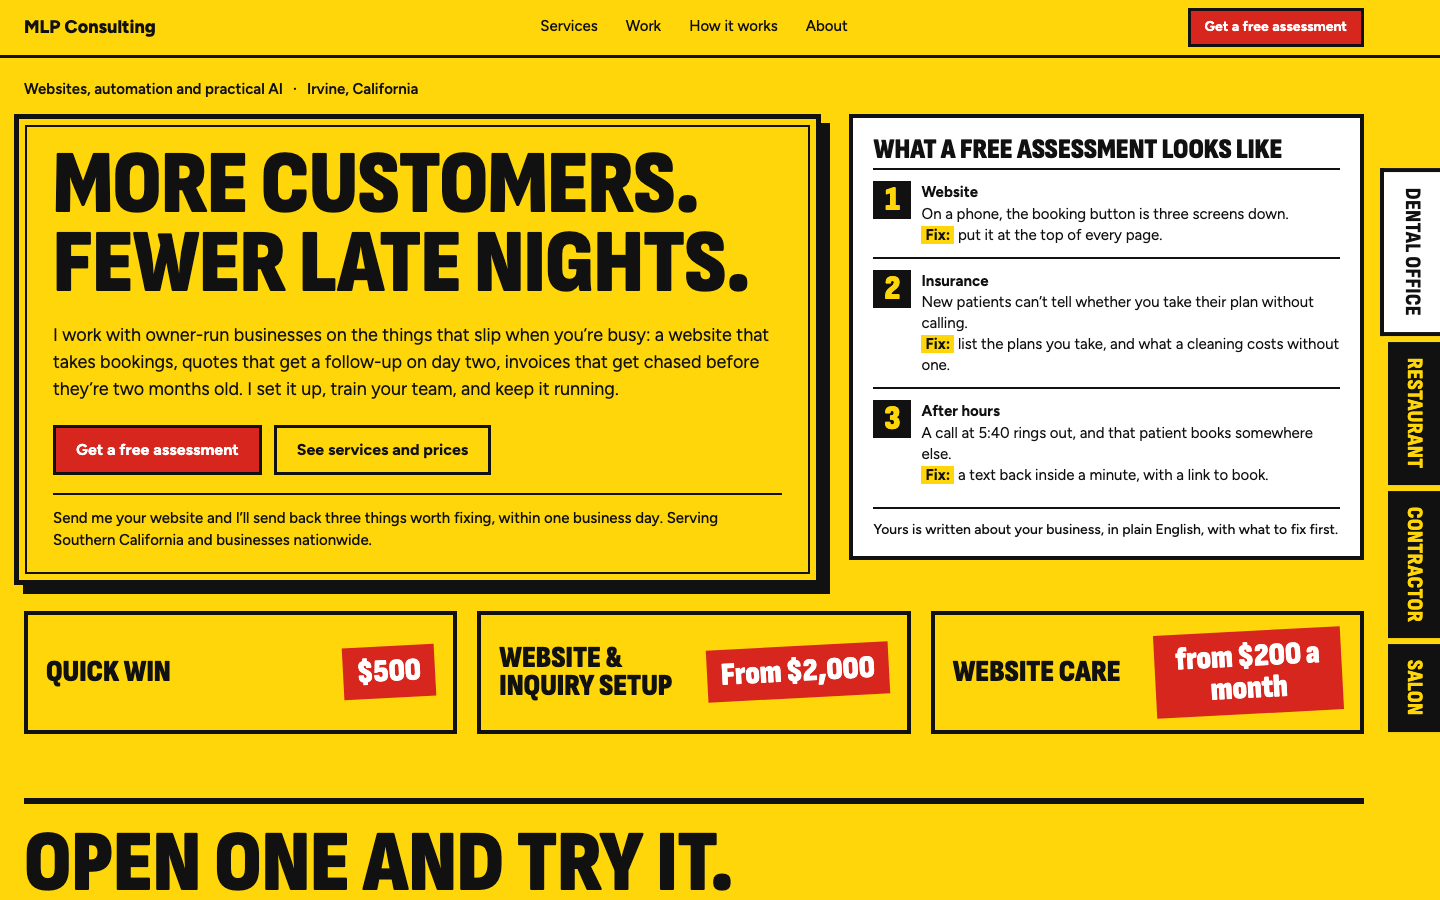 MLP Consulting
Services
Work
How it works
About
Get a free assessment
Websites, automation and practical AI · Irvine, California
MORE CUSTOMERS.
FEWER LATE NIGHTS.
I work with owner-run businesses on the things that slip when you’re busy: a website that
takes bookings, quotes that get a follow-up on day two, invoices that get chased before
they’re two months old. I set it up, train your team, and keep it running.
Get a free assessment
See services and prices
Send me your website and I’ll send back three things worth fixing, within one business day. Serving
Southern California and businesses nationwide.
WHAT A FREE ASSESSMENT LOOKS LIKE
1
Website
On a phone, the booking button is three screens down.
Fix: put it at the top of every page.
2
Insurance
New patients can’t tell whether you take their plan without
calling.
Fix: list the plans you take, and what a cleaning costs without
one.
3
After hours
A call at 5:40 rings out, and that patient books somewhere
else.
Fix: a text back inside a minute, with a link to book.
Yours is written about your business, in plain English, with what to fix first.
DENTAL OFFICE
RESTAURANT
CONTRACTOR
SALON
QUICK WIN
$500
WEBSITE &
INQUIRY SETUP
From $2,000
WEBSITE CARE
from $200 a
month
OPEN ONE AND TRY IT.